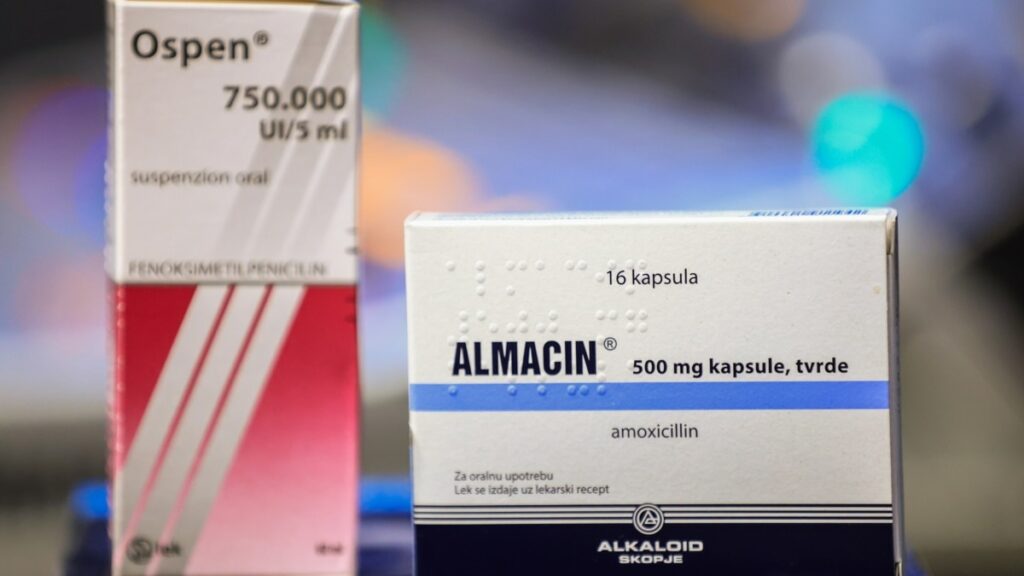 Ospen®
750.000
UI/5 ml
suspenzion oral
FENOKSIMETILPENICILIN
lek
16 kapsula
ALMACIN®
500 mg kapsule, tvrde
amoxicillin
Za oralnu upotrebu
Lek se izdaje uz lekarski recept
ALKALOID
SKOPJE